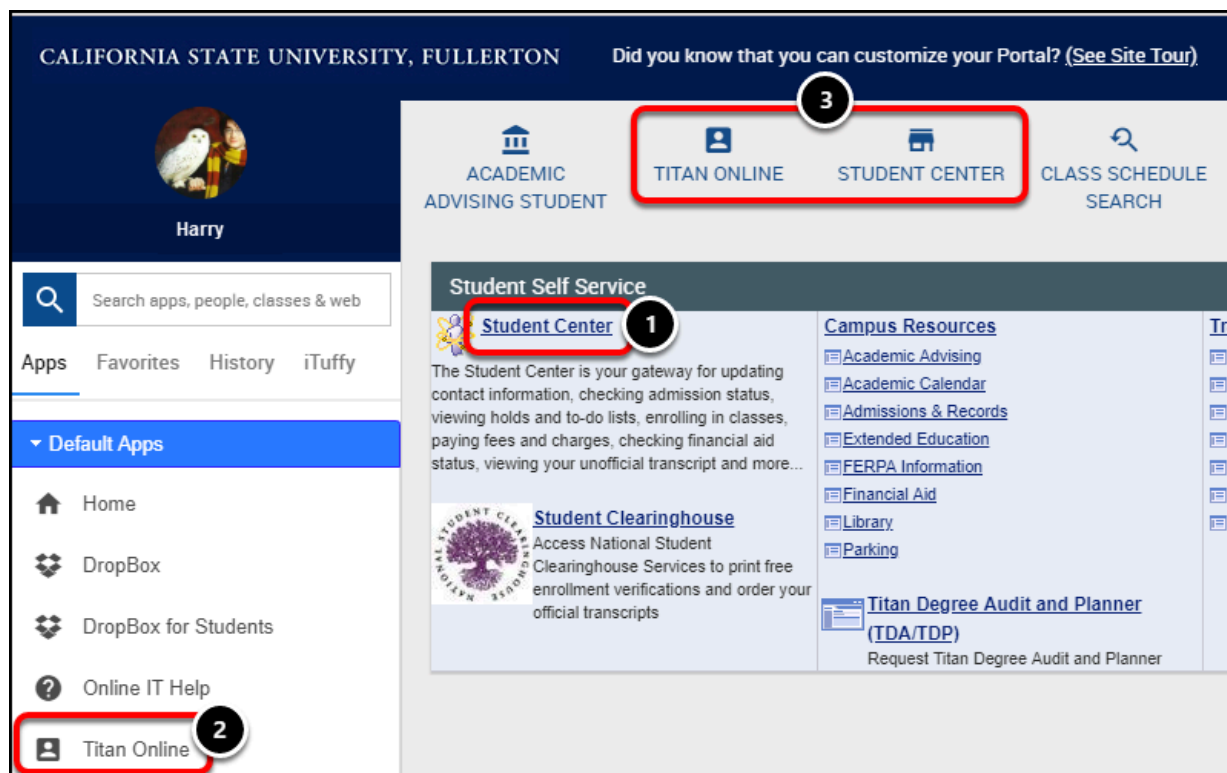 CALIFORNIA STATE UNIVERSITY, FULLERTON
Did you know that you can customize your Portal? (See Site Tour)
3
ACADEMIC
ADVISING STUDENT
TITAN ONLINE
STUDENT CENTER
CLASS SCHEDULE
SEARCH
Harry
Search apps, people, classes & web
Apps Favorites History iTuffy
Default Apps
Home
DropBox
DropBox for Students
Online IT Help
Titan Online
2
Student Self Service
Student Center
1
The Student Center is your gateway for updating
contact information, checking admission status,
viewing holds and to-do lists, enrolling in classes,
paying fees and charges, checking financial aid
status, viewing your unofficial transcript and more...
NATIONAL STUDENT CLEARINGHOUSE
Student Clearinghouse
Access National Student
Clearinghouse Services to print free
enrollment verifications and order your
official transcripts
Campus Resources
Academic Advising
Academic Calendar
Admissions & Records
Extended Education
FERPA Information
Financial Aid
Library
Parking
Titan Degree Audit and Planner
(TDA/TDP)
Request Titan Degree Audit and Planner